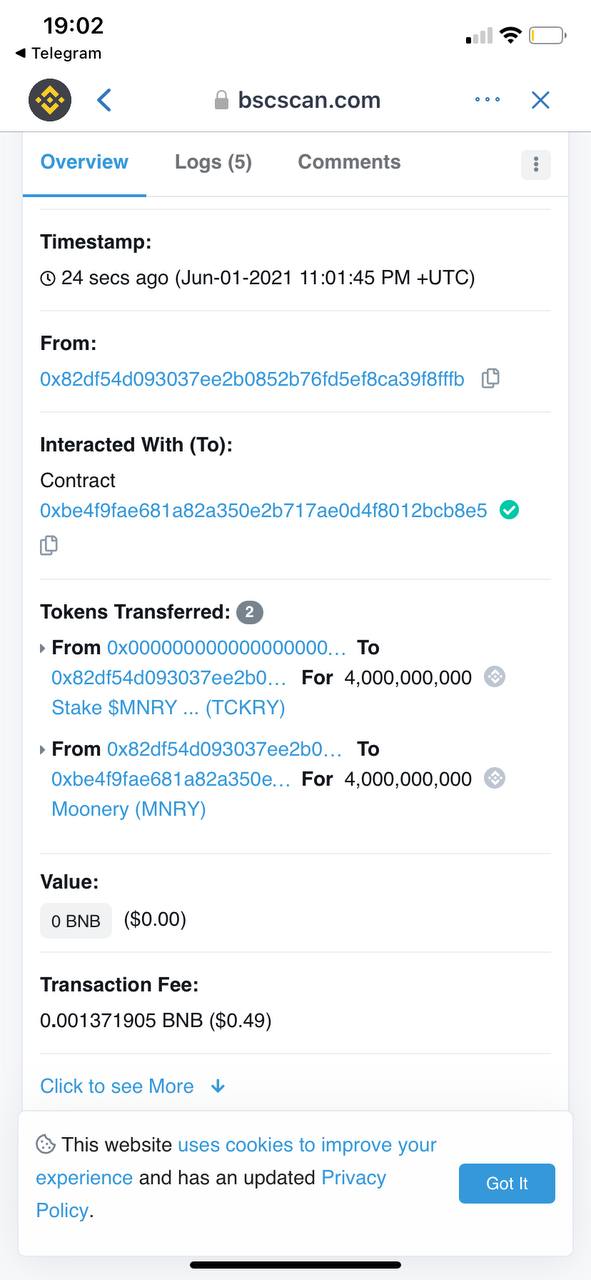 19:02
◀ Telegram
bscscan.com
Overview Logs (5) Comments
Timestamp:
24 secs ago (Jun-01-2021 11:01:45 PM +UTC)
From:
0x82df54d093037ee2b0852b76fd5ef8ca39f8fffb
Interacted With (To):
Contract
0xbe4f9fae681a82a350e2b717ae0d4f8012bcb8e5
Tokens Transferred: 2
From 0x000000000000000000... To
0x82df54d093037ee2b0... For 4,000,000,000
Stake $MNRY ... (TCKRY)
From 0x82df54d093037ee2b0... To
0xbe4f9fae681a82a350e... For 4,000,000,000
Moonery (MNRY)
Value:
0 BNB ($0.00)
Transaction Fee:
0.001371905 BNB ($0.49)
Click to see More ↓
This website uses cookies to improve your
experience and has an updated Privacy
Policy.
Got It